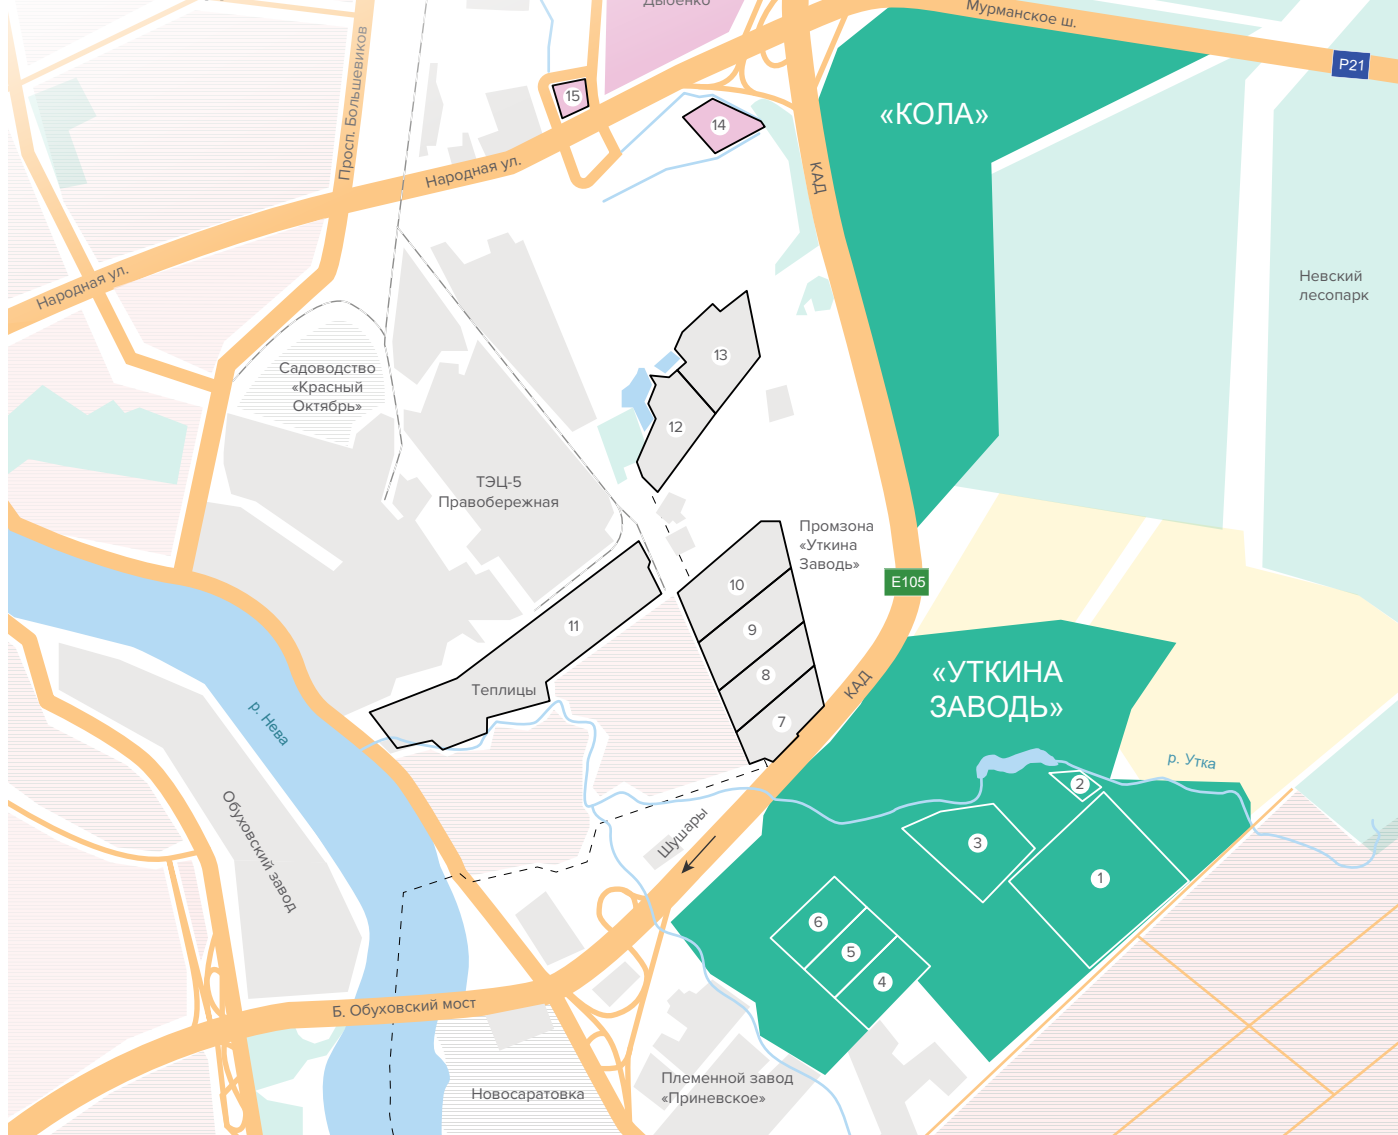 Дыбенко
Мурманское ш.
P21
Просп. Большевиков
15
14
«КОЛА»
Народная ул.
КАД
Народная ул.
Невский
лесопарк
13
Садоводство
«Красный
Октябрь»
12
ТЭЦ-5
Правобережная
Промзона
«Уткина
Заводь»
10
E105
11
9
8
«УТКИНА
ЗАВОДЬ»
Теплицы
КАД
7
р. Нева
р. Утка
2
Обуховский завод
Шушары
3
1
6
5
4
Б. Обуховский мост
Племенной завод
«Приневское»
Новосаратовка